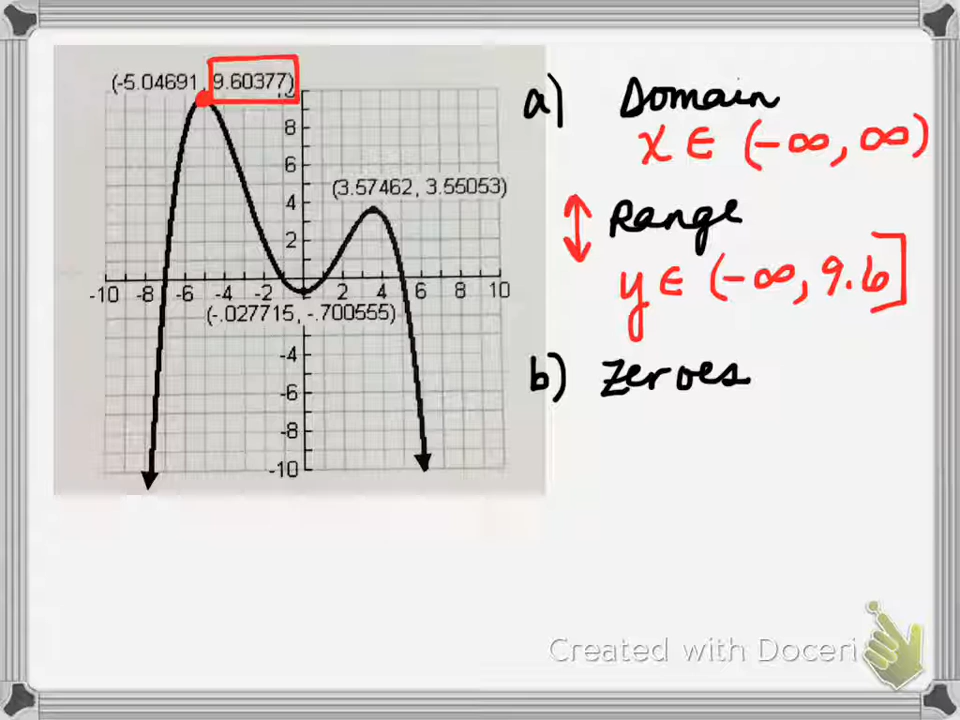 (-5.04691, 9.60377)
10
8
6
4
2
(3.57462, 3.55053)
-10 -8 -6 -4 -2 2 4 6 8 10
(-.027715, -.700555)
-4
-6
-8
-10
a) Domain
x ∈ (-∞, ∞)
Range
y ∈ (-∞, 9.6]
b) Zeroes
Created with Doceri